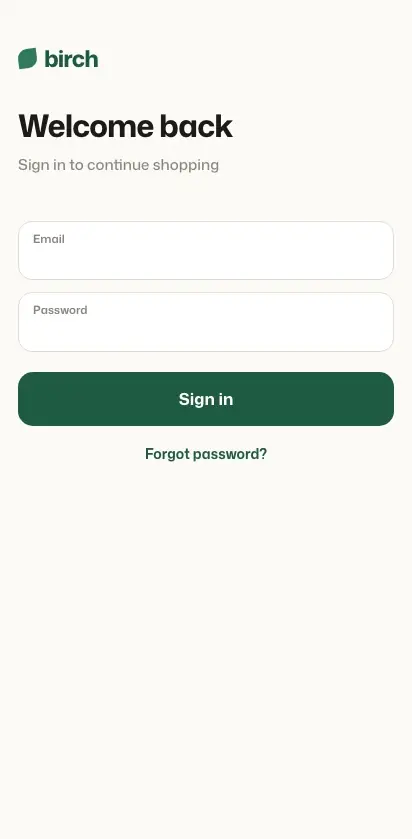 birch
Welcome back
Sign in to continue shopping
Email
Password
Sign in
Forgot password?